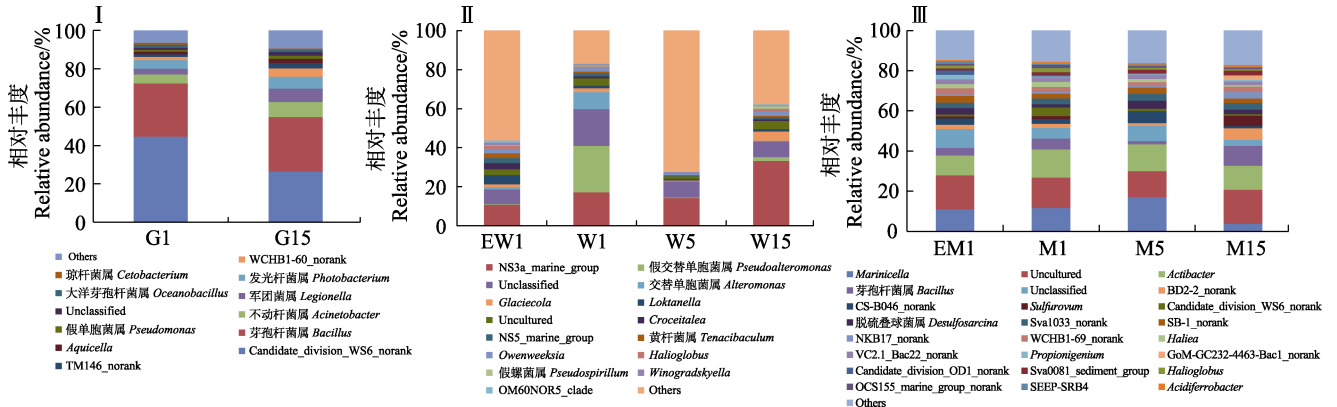 Ⅰ
相对丰度
Relative abundance/%
100
80
60
40
20
0
G1 G15
Others
琼杆菌属 Cetobacterium
大洋芽孢杆菌属 Oceanobacillus
Unclassified
假单胞菌属 Pseudomonas
Aquicella
TM146_norank
WCHB1-60_norank
发光杆菌属 Photobacterium
军团菌属 Legionella
不动杆菌属 Acinetobacter
芽孢杆菌属 Bacillus
Candidate_division_WS6_norank
Ⅱ
相对丰度
Relative abundance/%
100
80
60
40
20
0
EW1 W1 W5 W15
NS3a_marine_group
Unclassified
Glaciecola
Uncultured
NS5_marine_group
Owenweeksia
假螺菌属 Pseudospirillum
OM60NOR5_clade
假交替单胞菌属 Pseudoalteromonas
交替单胞菌属 Alteromonas
Loktanella
Croceitalea
黄杆菌属 Tenacibaculum
Halioglobus
Winogradskyella
Others
Ⅲ
相对丰度
Relative abundance/%
100
80
60
40
20
0
EM1 M1 M5 M15
Marinicella
芽孢杆菌属 Bacillus
CS-B046_norank
脱硫叠球菌属 Desulfosarcina
NKB17_norank
VC2.1_Bac22_norank
Candidate_division_OD1_norank
OCS155_marine_group_norank
Others
Uncultured
Unclassified
Sulfurovum
Sva1033_norank
WCHB1-69_norank
Propionigenium
Sva0081_sediment_group
SEEP-SRB4
Actibacter
BD2-2_norank
Candidate_division_WS6_norank
SB-1_norank
Haliea
GoM-GC232-4463-Bac1_norank
Halioglobus
Acidiferrobacter